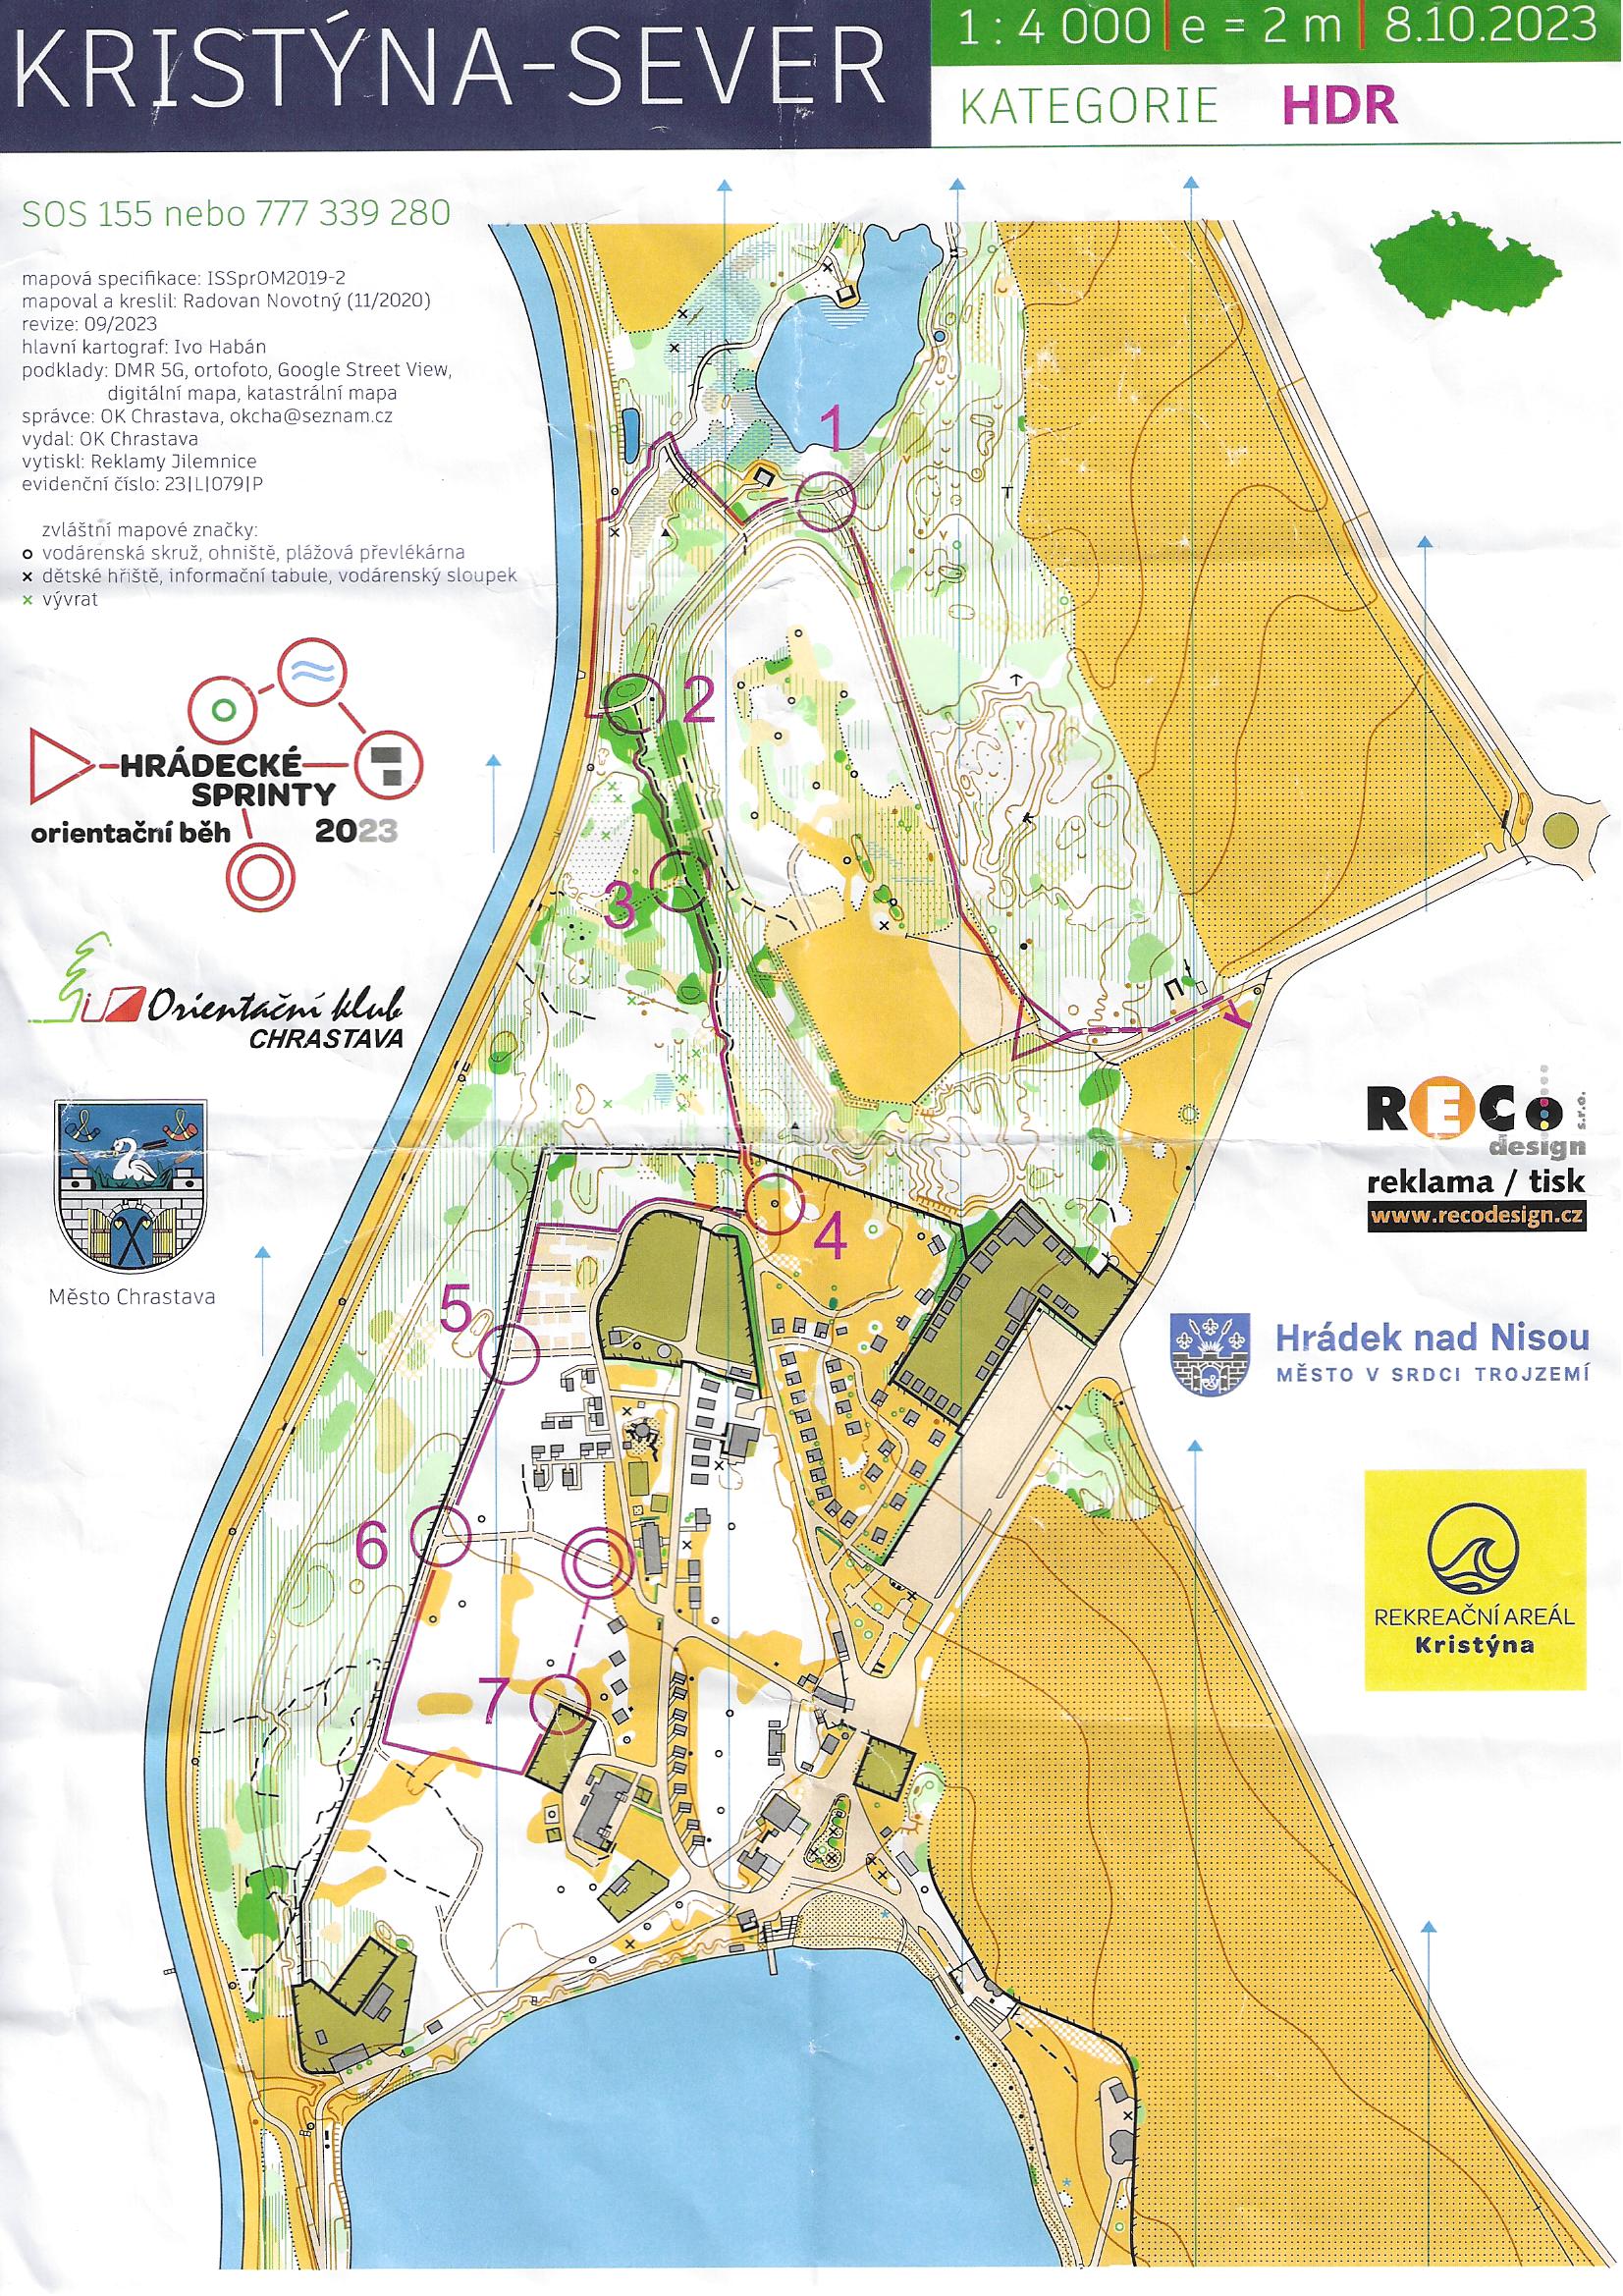 KRISTÝNA-SEVER
1 : 4 000 | e = 2 m | 8.10.2023
KATEGORIE HDR
SOS 155 nebo 777 339 280
mapová specifikace: ISSprOM2019-2
mapoval a kreslil: Radovan Novotný (11/2020)
revize: 09/2023
hlavní kartograf: Ivo Habán
podklady: DMR 5G, ortofoto, Google Street View,
digitální mapa, katastrální mapa
správce: OK Chrastava, okcha@seznam.cz
vydal: OK Chrastava
vytiskl: Reklamy Jilemnice
evidenční číslo: 23|L|079|P
zvláštní mapové značky:
vodárenská skruž, ohniště, plážová převlékárna
dětské hřiště, informační tabule, vodárenský sloupek
vývrat
HRÁDECKÉ
SPRINTY
orientační běh 2023
Orientační klub
CHRASTAVA
Město Chrastava
1
2
3
4
5
6
7
RECo
design s.r.o.
reklama / tisk
www.recodesign.cz
Hrádek nad Nisou
MĚSTO V SRDCI TROJZEMÍ
REKREAČNÍ AREÁL
Kristýna